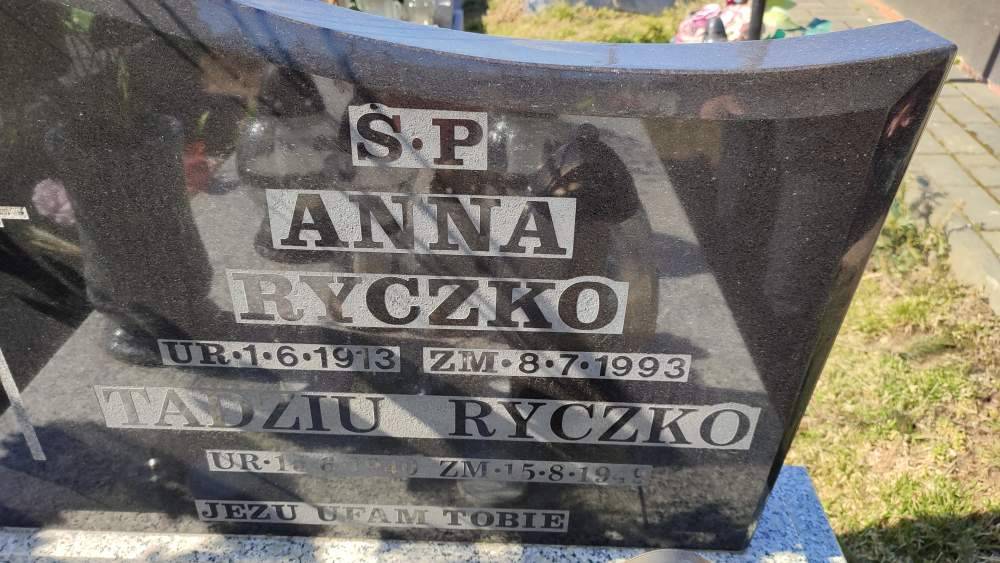 Ś·P
ANNA
RYCZKO
UR·1·6·1913 ZM·8·7·1993
TADZIU RYCZKO
UR· ZM·15·8·
JEZU UFAM TOBIE